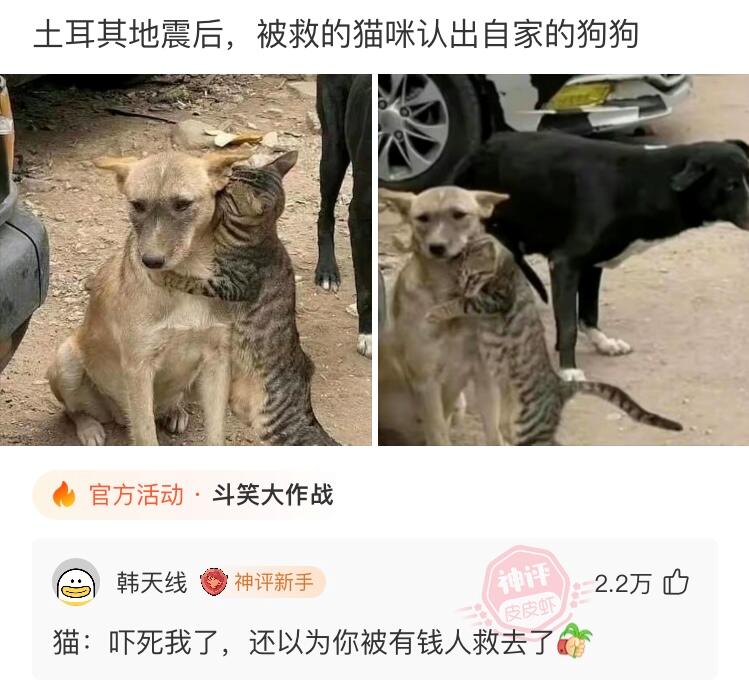 土耳其地震后，被救的猫咪认出自家的狗狗
官方活动 · 斗笑大作战
韩天线 神评新手
神评
皮皮虾
2.2万
猫：吓死我了，还以为你被有钱人救去了